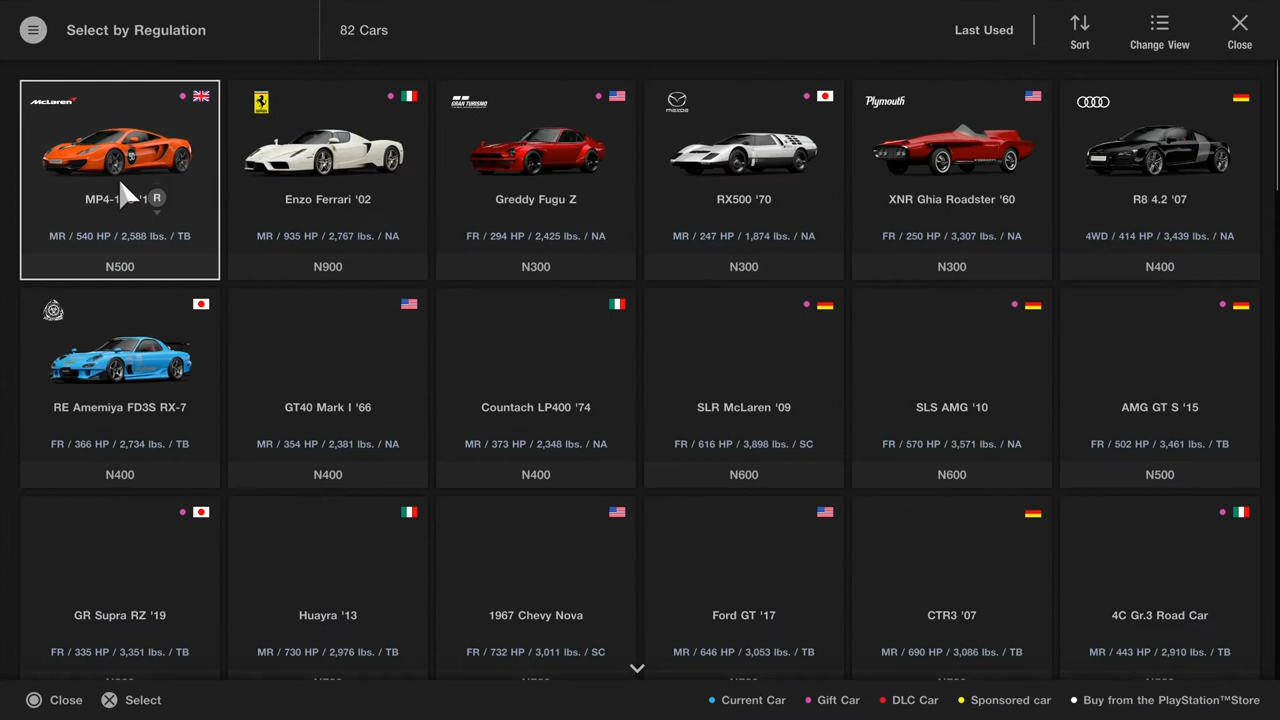 Select by Regulation
82 Cars
Last Used
Sort
Change View
Close
McLaren
MP4-1
MR / 540 HP / 2,588 lbs. / TB
N500
Enzo Ferrari '02
MR / 935 HP / 2,767 lbs. / NA
N900
GRAN TURISMO
Greddy Fugu Z
FR / 294 HP / 2,425 lbs. / NA
N300
mazda
RX500 '70
MR / 247 HP / 1,874 lbs. / NA
N300
Plymouth
XNR Ghia Roadster '60
FR / 250 HP / 3,307 lbs. / NA
N300
R8 4.2 '07
4WD / 414 HP / 3,439 lbs. / NA
N400
R
RE Amemiya FD3S RX-7
FR / 366 HP / 2,734 lbs. / TB
N400
GT40 Mark I '66
MR / 354 HP / 2,381 lbs. / NA
N400
Countach LP400 '74
MR / 373 HP / 2,348 lbs. / NA
N400
SLR McLaren '09
FR / 616 HP / 3,898 lbs. / SC
N600
SLS AMG '10
FR / 570 HP / 3,571 lbs. / NA
N600
AMG GT S '15
FR / 502 HP / 3,461 lbs. / TB
N500
GR Supra RZ '19
FR / 335 HP / 3,351 lbs. / TB
Huayra '13
MR / 730 HP / 2,976 lbs. / TB
1967 Chevy Nova
FR / 732 HP / 3,011 lbs. / SC
Ford GT '17
MR / 646 HP / 3,053 lbs. / TB
CTR3 '07
MR / 690 HP / 3,086 lbs. / TB
4C Gr.3 Road Car
MR / 443 HP / 2,910 lbs. / TB
Close
Select
Current Car
Gift Car
DLC Car
Sponsored car
Buy from the PlayStation™Store